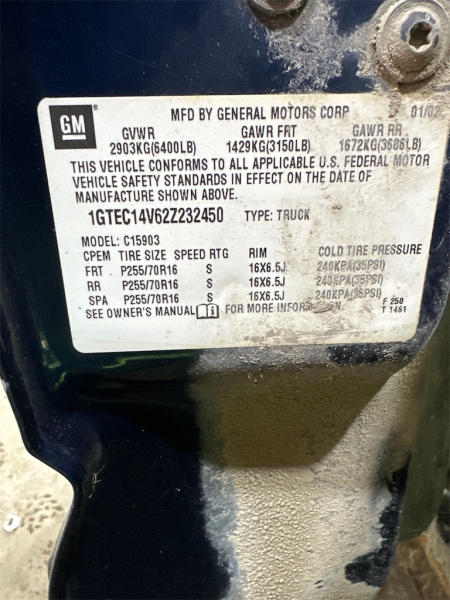 GM
MFD BY GENERAL MOTORS CORP 01/02
GVWR GAWR FRT GAWR RR
2903KG(6400LB) 1429KG(3150LB) 1672KG(3686LB)
THIS VEHICLE CONFORMS TO ALL APPLICABLE U.S. FEDERAL MOTOR
VEHICLE SAFETY STANDARDS IN EFFECT ON THE DATE OF
MANUFACTURE SHOWN ABOVE.
1GTEC14V62Z232450 TYPE: TRUCK
MODEL: C15903
CPEM TIRE SIZE SPEED RTG RIM COLD TIRE PRESSURE
FRT P255/70R16 S 16X6.5J 240KPA(35PSI)
RR P255/70R16 S 16X6.5J 240KPA(35PSI)
SPA P255/70R16 S 16X6.5J 240KPA(35PSI)
SEE OWNER'S MANUAL FOR MORE INFORMATION.
F 250
T 1451